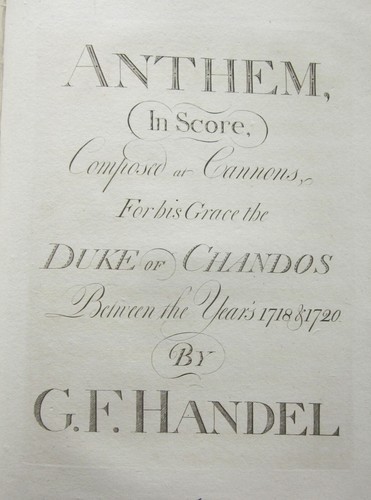 ANTHEM,
In Score,
Composed at Cannons,
For his Grace the
DUKE OF CHANDOS
Between the Years 1718 & 1720.
BY
G. F. HANDEL